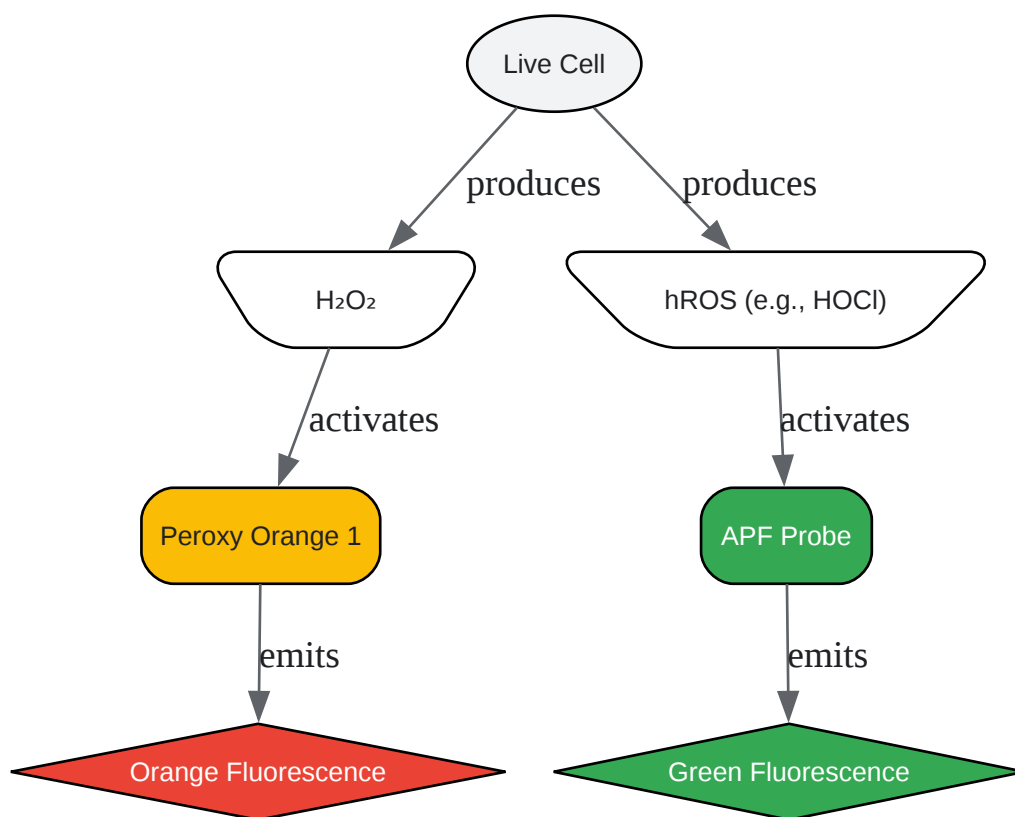 Live Cell
produces
produces
H₂O₂
hROS (e.g., HOCl)
activates
activates
Peroxy Orange 1
APF Probe
emits
emits
Orange Fluorescence
Green Fluorescence